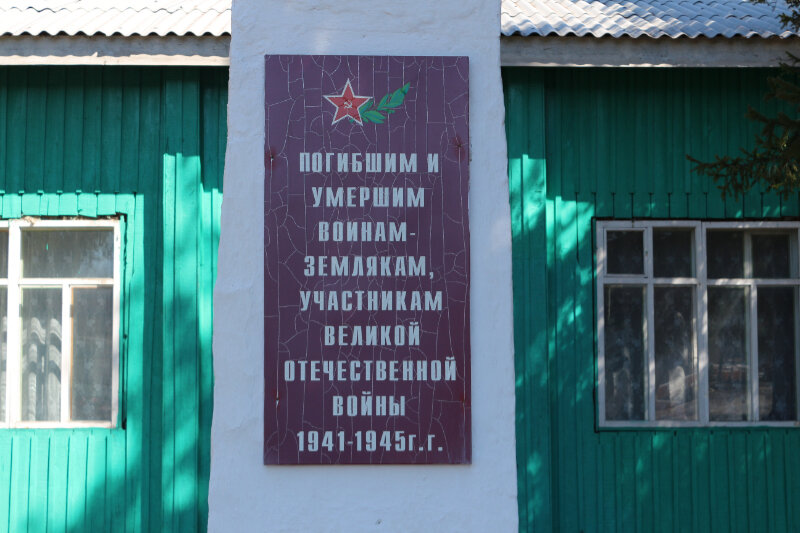 ПОГИБШИМ И
УМЕРШИМ
ВОИНАМ-
ЗЕМЛЯКАМ,
УЧАСТНИКАМ
ВЕЛИКОЙ
ОТЕЧЕСТВЕННОЙ
ВОЙНЫ
1941-1945г.г.